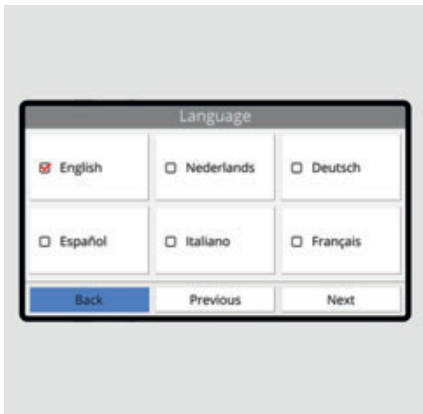 Language
English Nederlands Deutsch
Español Italiano Français
Back Previous Next